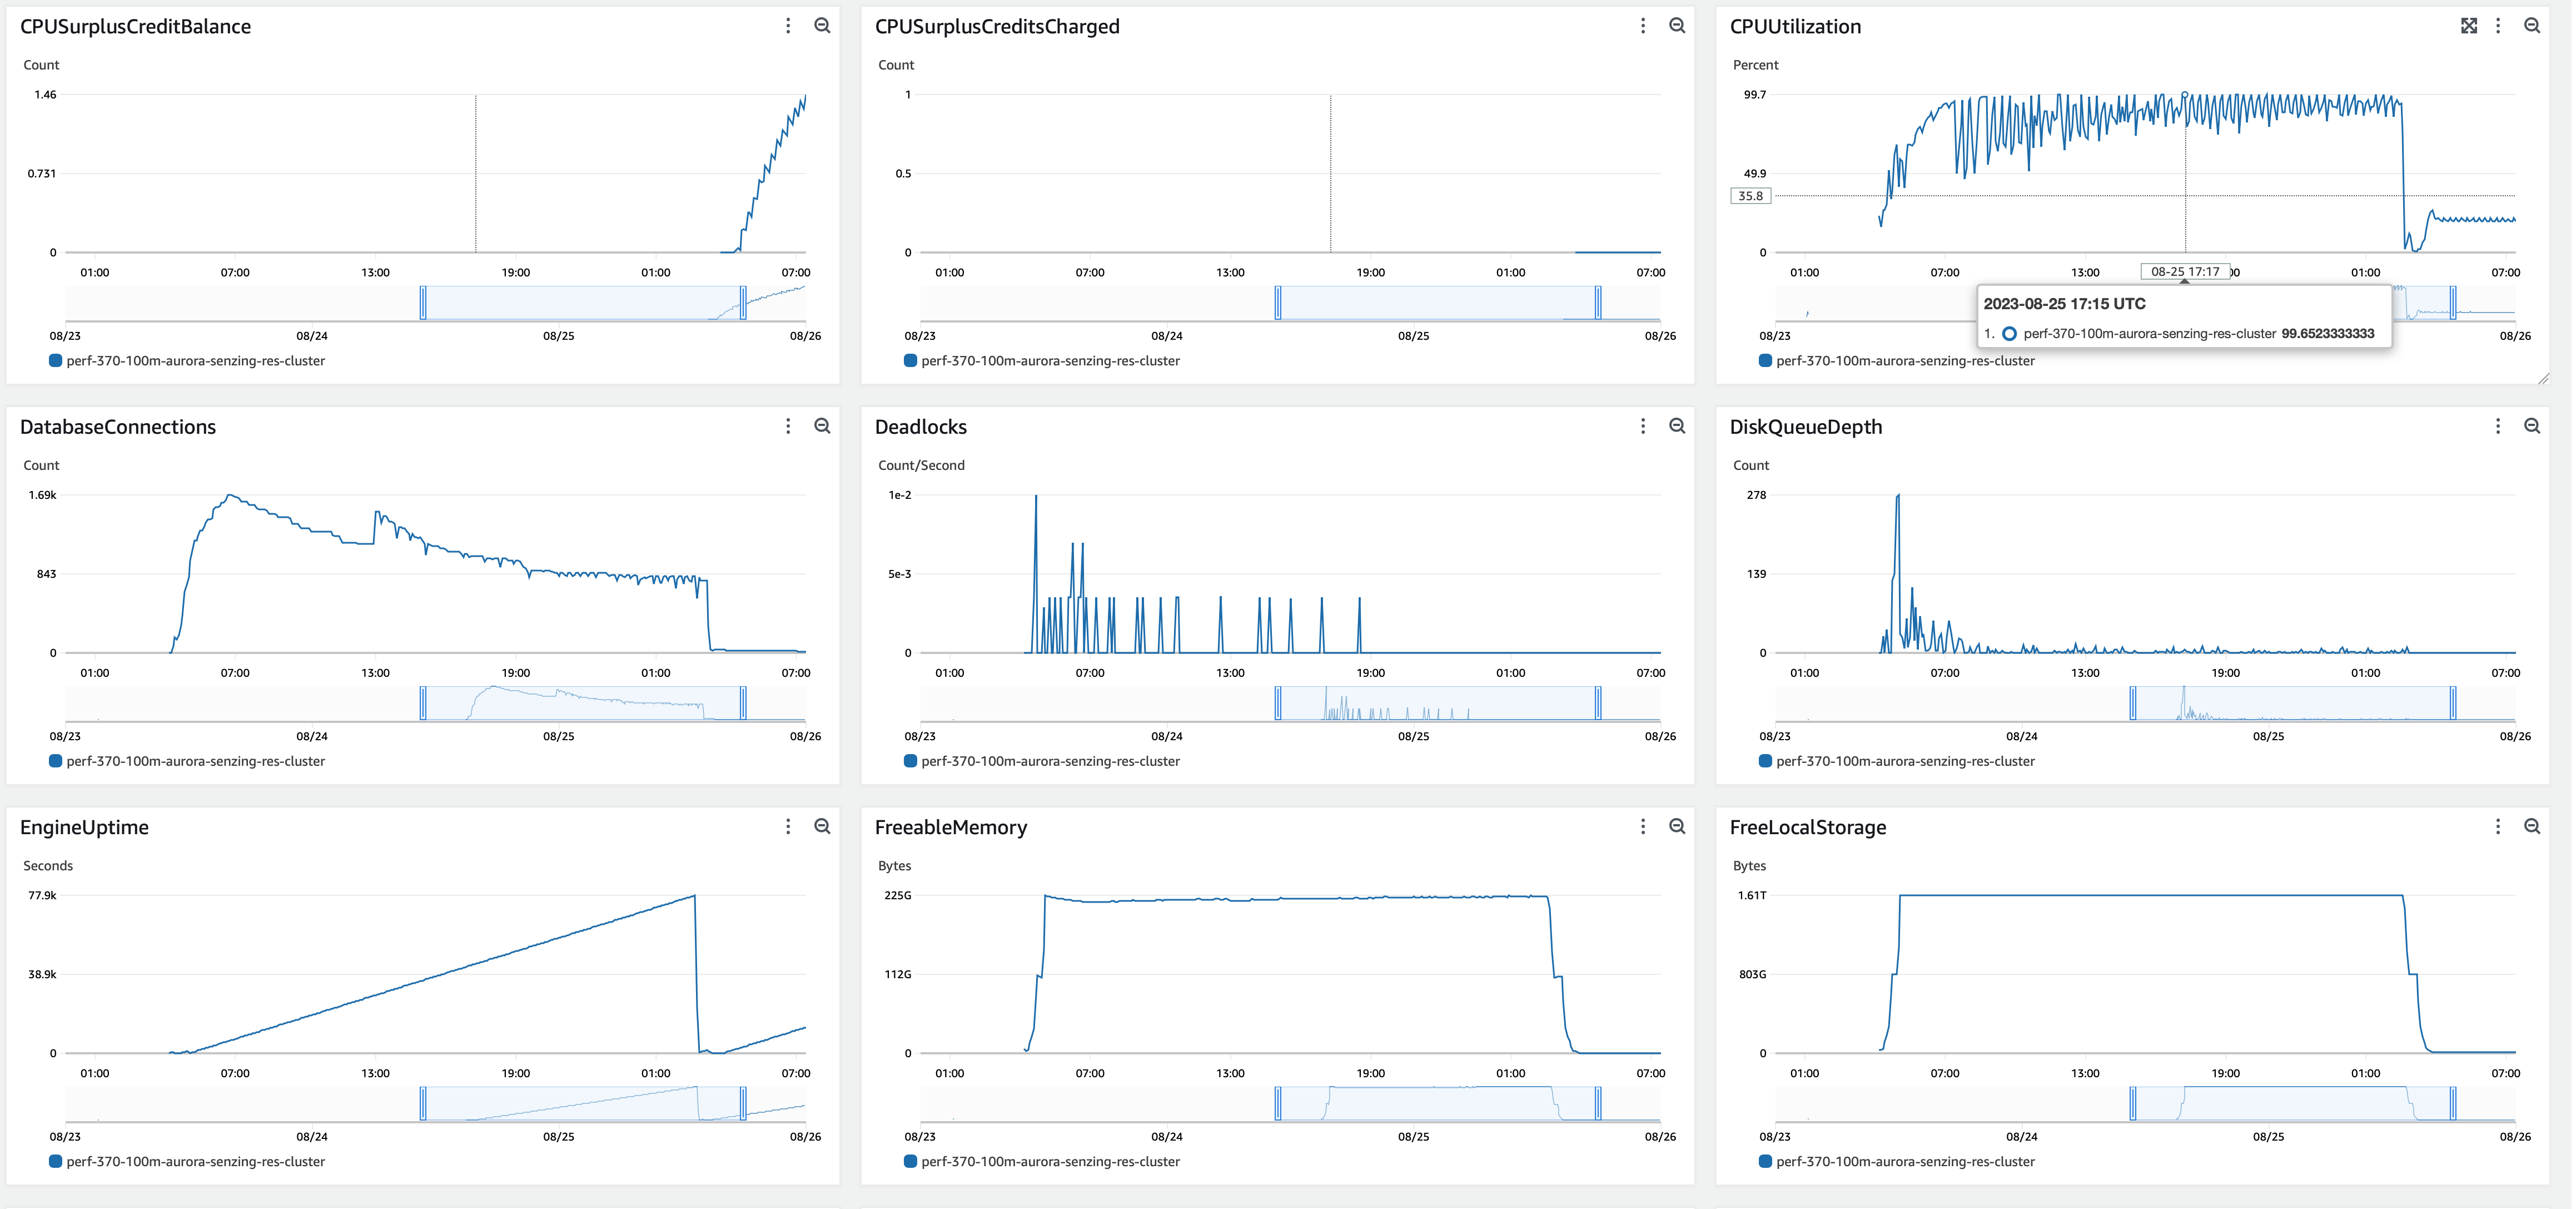 CPUSurplusCreditBalance
Count
1.46
0.731
0
01:00 07:00 13:00 19:00 01:00 07:00
08/23 08/24 08/25 08/26
perf-370-100m-aurora-senzing-res-cluster
CPUSurplusCreditsCharged
Count
1
0.5
0
01:00 07:00 13:00 19:00 01:00 07:00
08/23 08/24 08/25 08/26
perf-370-100m-aurora-senzing-res-cluster
CPUUtilization
Percent
99.7
49.9
35.8
0
01:00 07:00 13:00 08-25 17:17 :00 01:00 07:00
2023-08-25 17:15 UTC
1. perf-370-100m-aurora-senzing-res-cluster 99.6523333333
08/23 08/26
perf-370-100m-aurora-senzing-res-cluster
DatabaseConnections
Count
1.69k
843
0
01:00 07:00 13:00 19:00 01:00 07:00
08/23 08/24 08/25 08/26
perf-370-100m-aurora-senzing-res-cluster
Deadlocks
Count/Second
1e-2
5e-3
0
01:00 07:00 13:00 19:00 01:00 07:00
08/23 08/24 08/25 08/26
perf-370-100m-aurora-senzing-res-cluster
DiskQueueDepth
Count
278
139
0
01:00 07:00 13:00 19:00 01:00 07:00
08/23 08/24 08/25 08/26
perf-370-100m-aurora-senzing-res-cluster
EngineUptime
Seconds
77.9k
38.9k
0
01:00 07:00 13:00 19:00 01:00 07:00
08/23 08/24 08/25 08/26
perf-370-100m-aurora-senzing-res-cluster
FreeableMemory
Bytes
225G
112G
0
01:00 07:00 13:00 19:00 01:00 07:00
08/23 08/24 08/25 08/26
perf-370-100m-aurora-senzing-res-cluster
FreeLocalStorage
Bytes
1.61T
803G
0
01:00 07:00 13:00 19:00 01:00 07:00
08/23 08/24 08/25 08/26
perf-370-100m-aurora-senzing-res-cluster